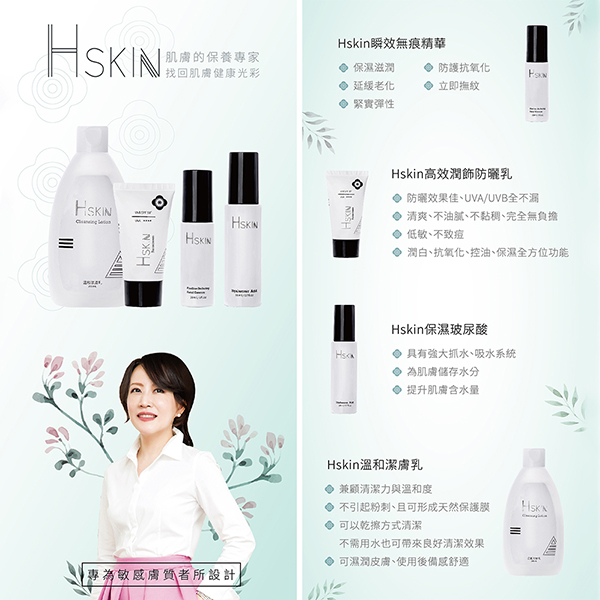 HSKIN
肌膚的保養專家
找回肌膚健康光彩
HSKIN
Cleansing Lotion
HSKIN
HSKIN
HSKIN
專為敏感膚質者所設計
Hskin瞬效無痕精華
保濕滋潤
防護抗氧化
延緩老化
立即撫紋
緊實彈性
HSKIN
Hskin高效潤飾防曬乳
防曬效果佳、UVA/UVB全不漏
清爽、不油膩、不黏稠、完全無負擔
低敏、不致痘
潤白、抗氧化、控油、保濕全方位功能
HSKIN
Hskin保濕玻尿酸
具有強大抓水、吸水系統
為肌膚儲存水分
提升肌膚含水量
HSKIN
Hskin溫和潔膚乳
兼顧清潔力與溫和度
不引起粉刺、且可形成天然保護膜
可以乾擦方式清潔
不需用水也可帶來良好清潔效果
可濕潤皮膚、使用後備感舒適
HSKIN
Cleansing Lotion